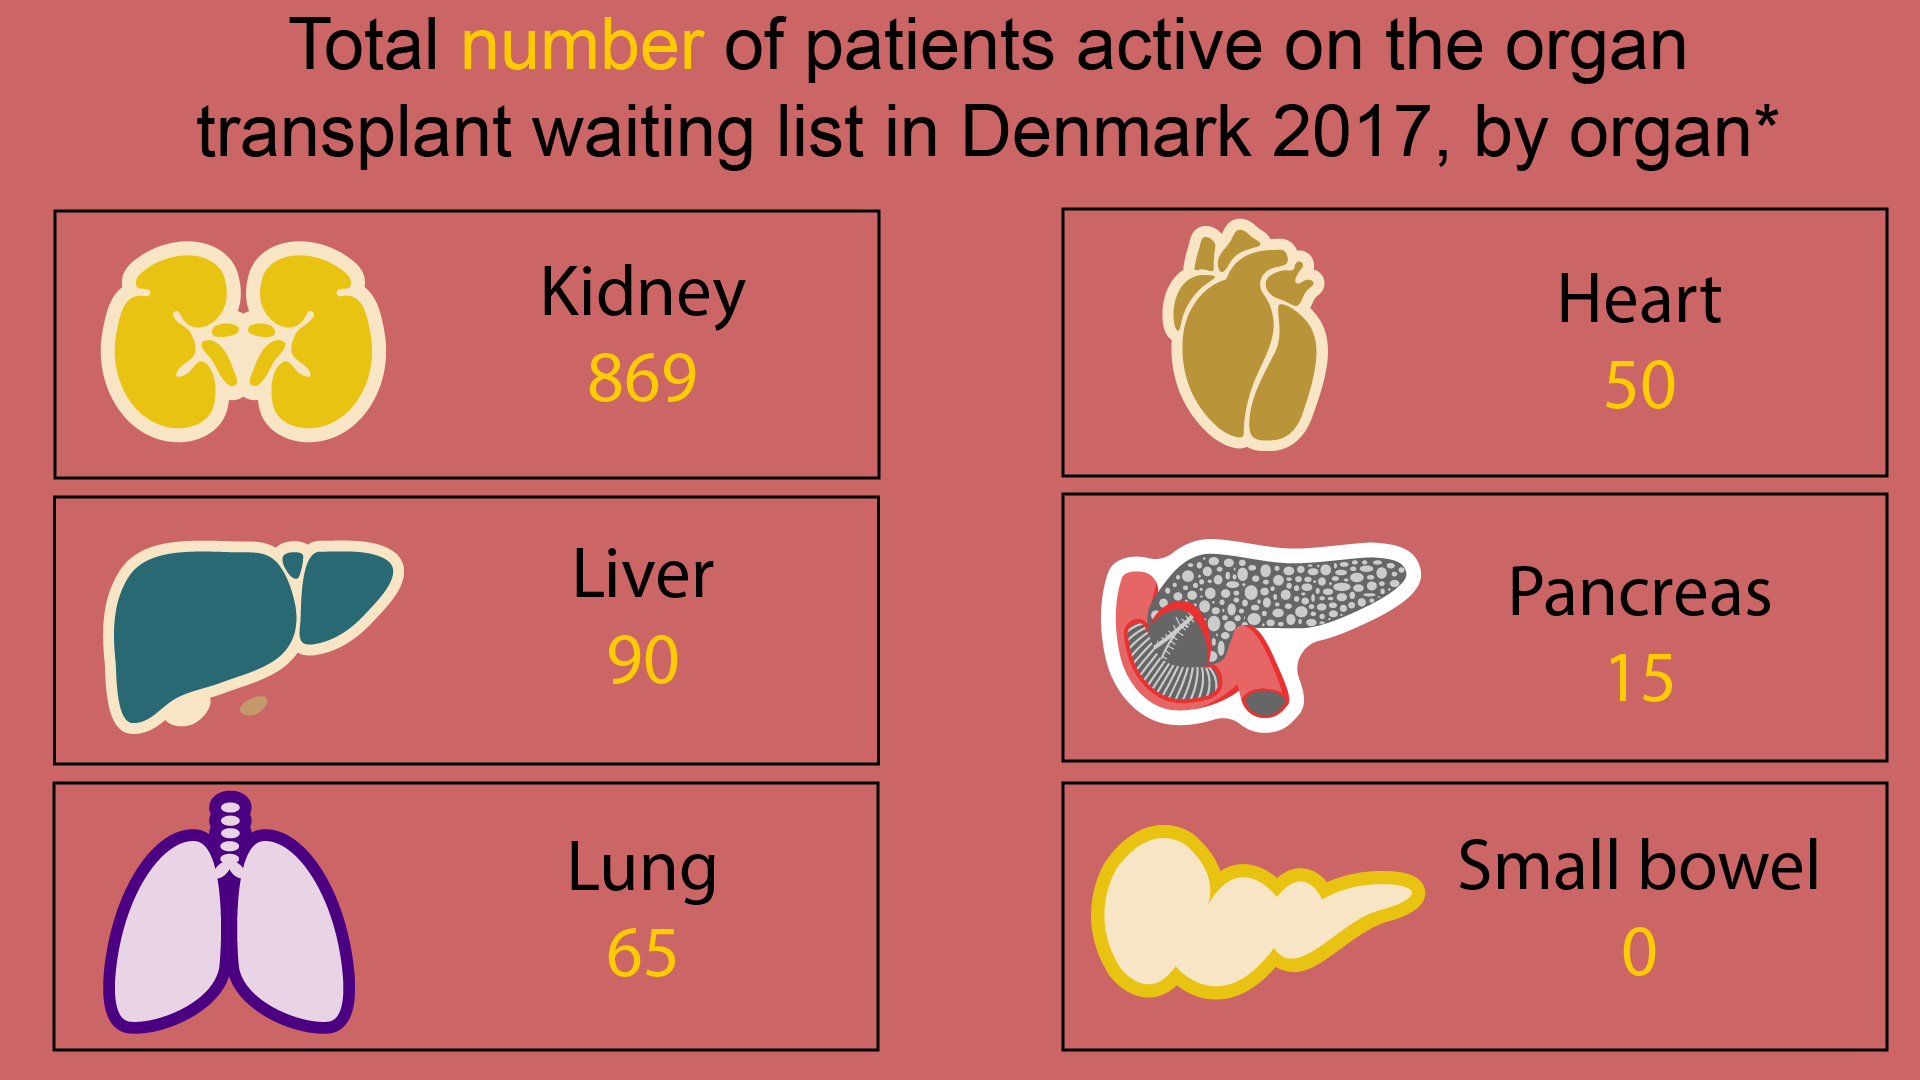 Total number of patients active on the organ
transplant waiting list in Denmark 2017, by organ*
Kidney
869
Heart
50
Liver
90
Pancreas
15
Lung
65
Small bowel
0